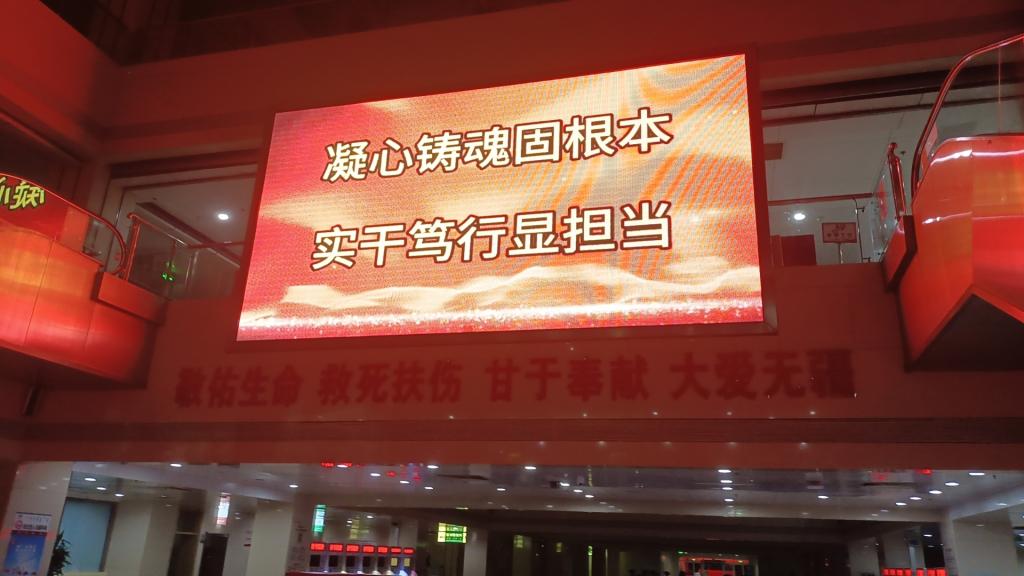 凝心铸魂固根本
实干笃行显担当
敬佑生命 救死扶伤 甘于奉献 大爱无疆